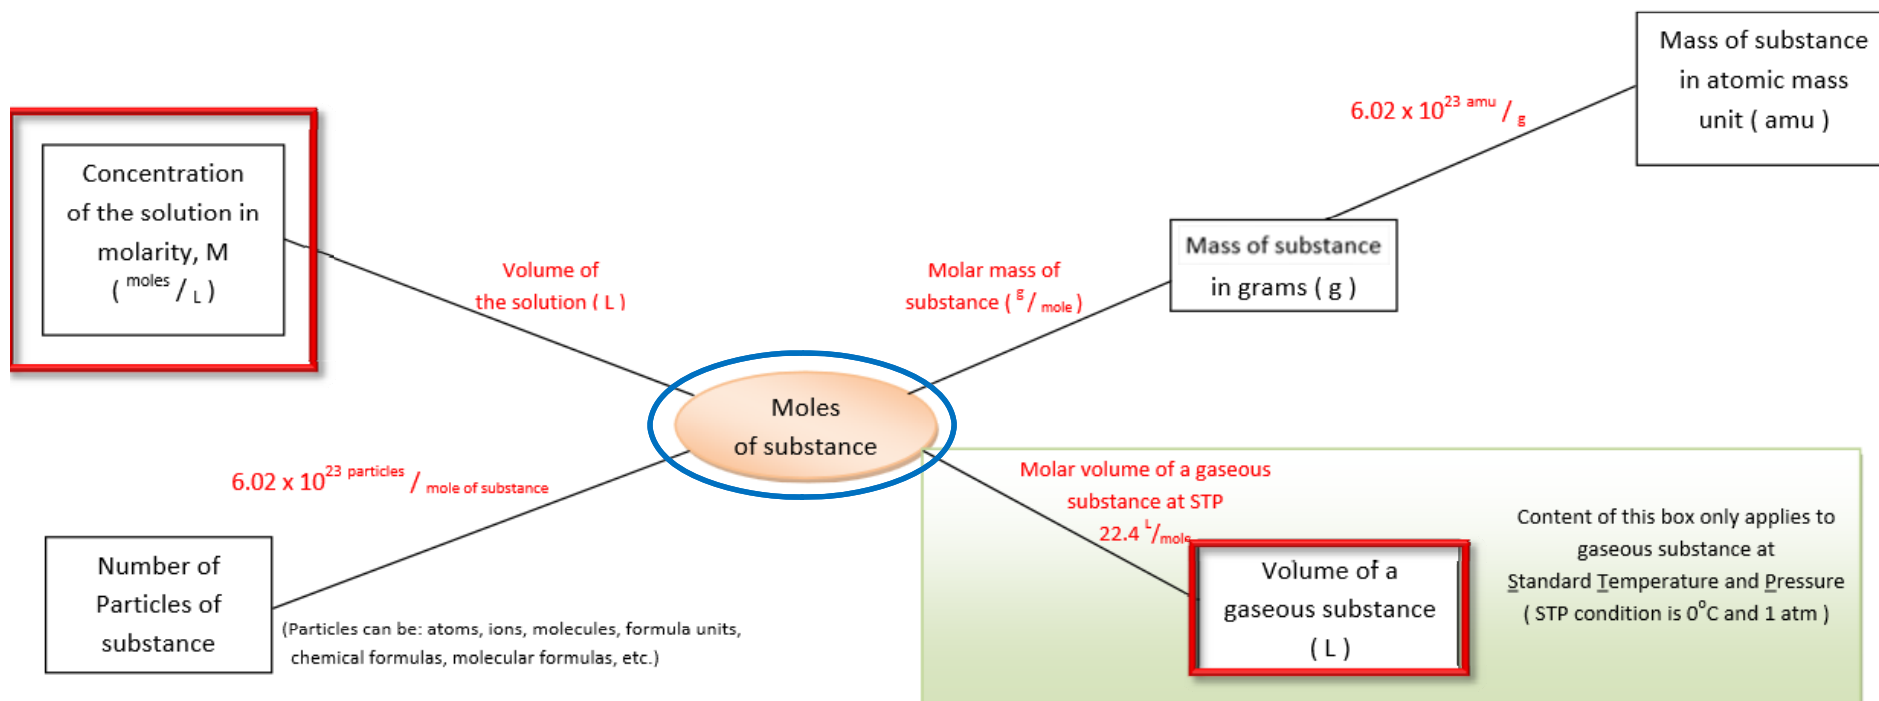 Mass of substance
in atomic mass
unit ( amu )
6.02 x 10^23 amu / g
Concentration
of the solution in
molarity, M
( moles / L )
Volume of
the solution ( L )
Molar mass of
substance ( g / mole )
Mass of substance
in grams ( g )
Moles
of substance
6.02 x 10^23 particles / mole of substance
Number of
Particles of
substance
(Particles can be: atoms, ions, molecules, formula units,
chemical formulas, molecular formulas, etc.)
Molar volume of a gaseous
substance at STP
22.4 L/mole
Volume of a
gaseous substance
( L )
Content of this box only applies to
gaseous substance at
Standard Temperature and Pressure
( STP condition is 0°C and 1 atm )